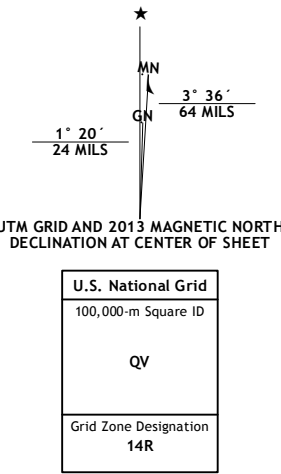 ★
MN
3° 36´
64 MILS
GN
1° 20´
24 MILS
UTM GRID AND 2013 MAGNETIC NORTH
DECLINATION AT CENTER OF SHEET
U.S. National Grid
100,000-m Square ID
QV
Grid Zone Designation
14R